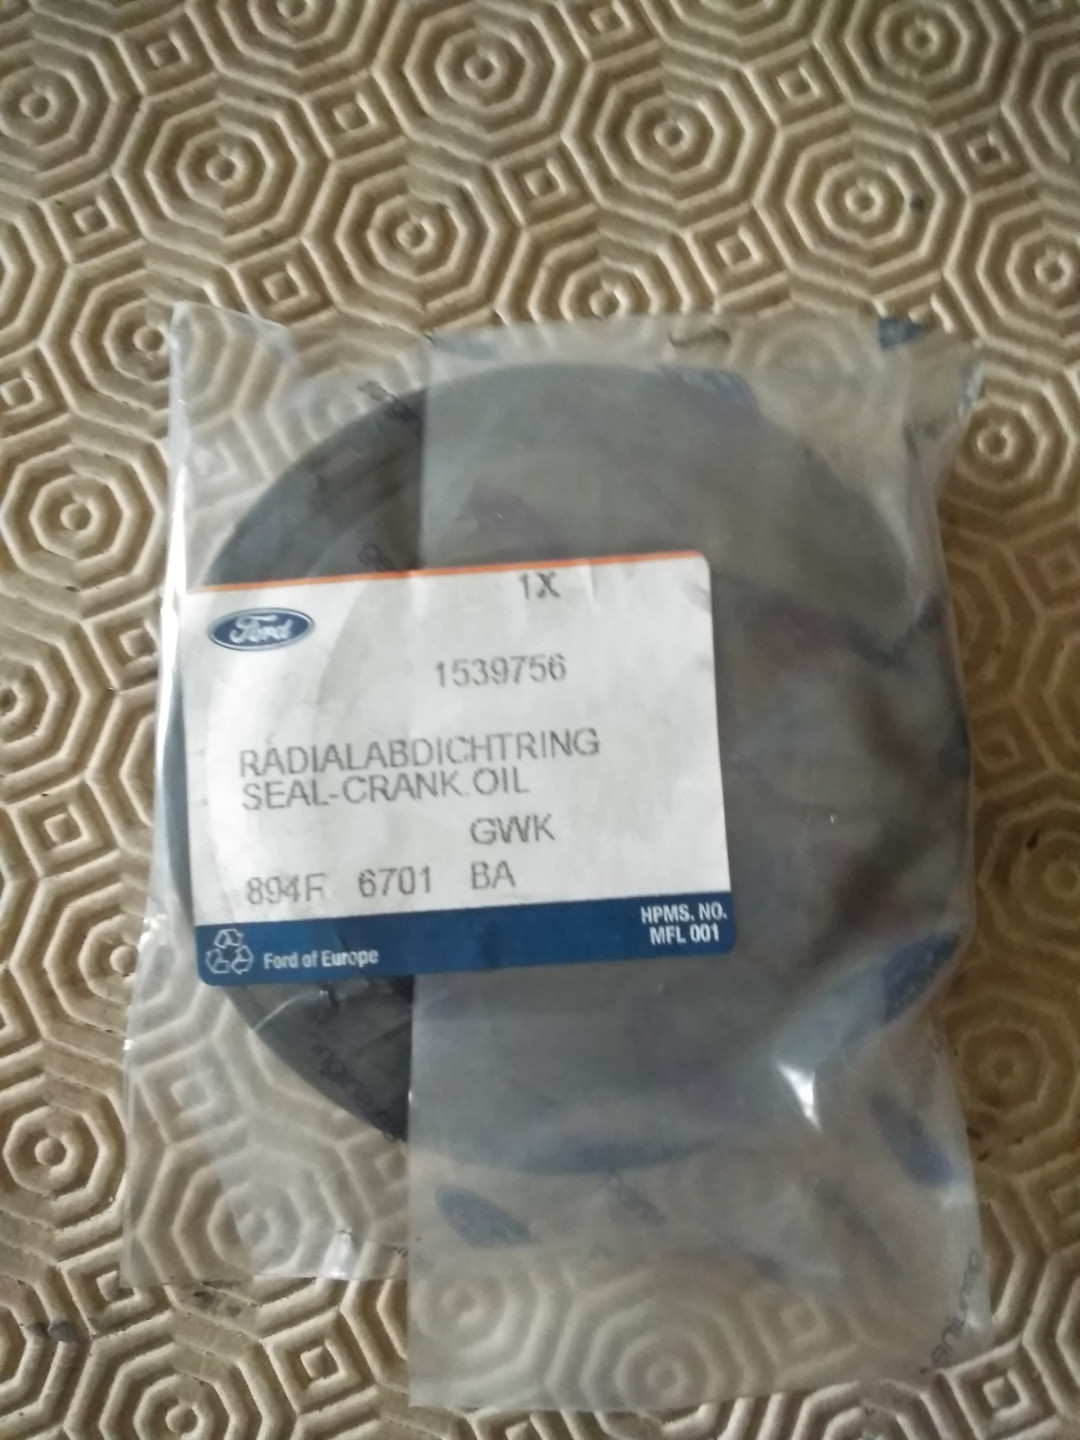 1X
Ford
1539756
RADIALABDICHTRING
SEAL-CRANK.OIL
GWK
894F 6701 BA
HPMS. NO.
MFL 001
Ford of Europe